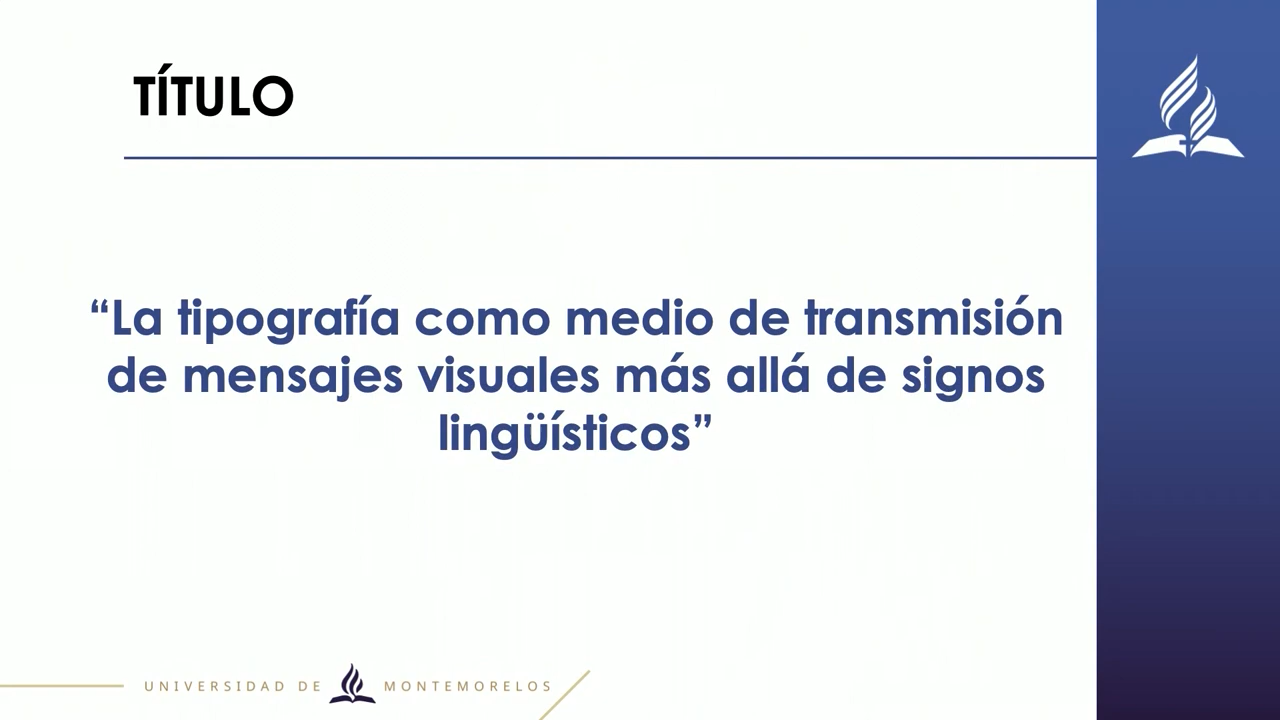 TÍTULO
“La tipografía como medio de transmisión
de mensajes visuales más allá de signos
lingüísticos”
UNIVERSIDAD DE MONTEMORELOS